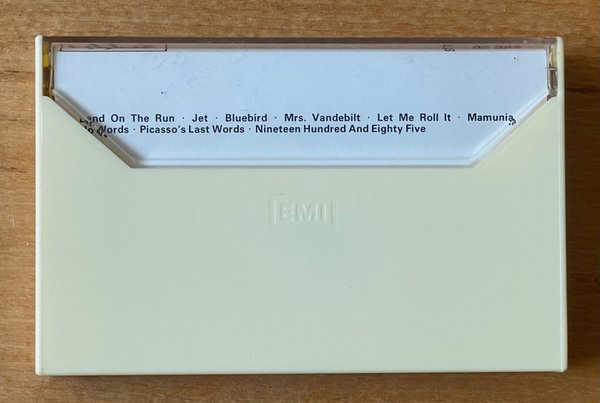 On The Run · Jet · Bluebird · Mrs. Vandebilt · Let Me Roll It · Mamunia
Words · Picasso's Last Words · Nineteen Hundred And Eighty Five
EMI